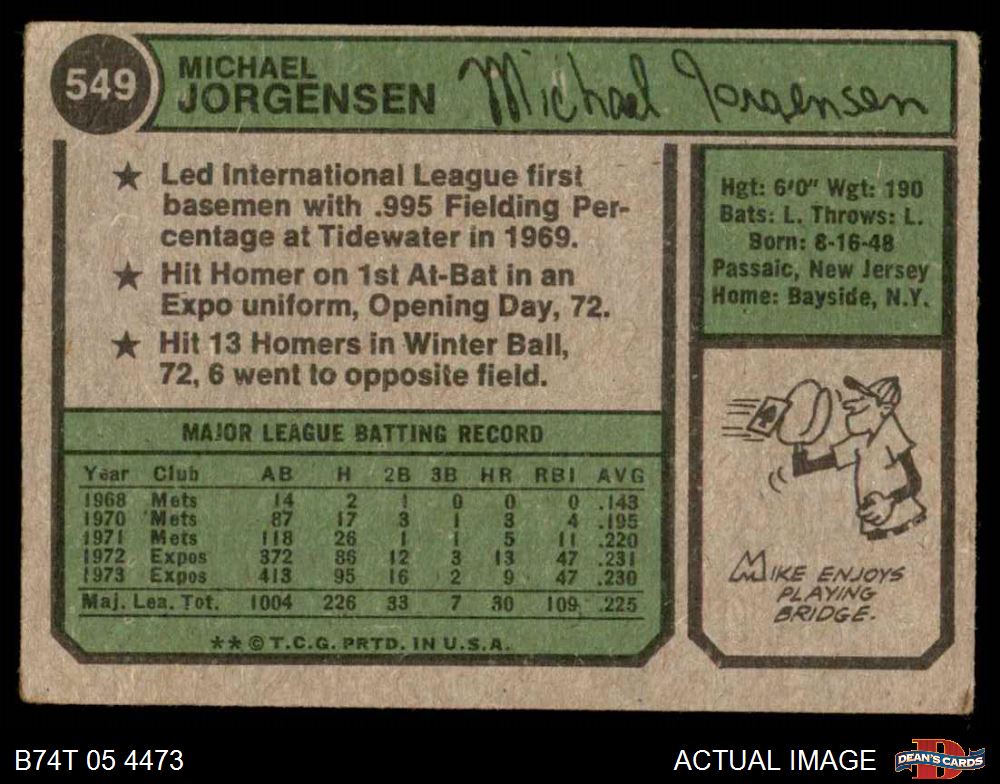 549
MICHAEL
JORGENSEN
Michael Jorgensen
★ Led International League first
basemen with .995 Fielding Per-
centage at Tidewater in 1969.
★ Hit Homer on 1st At-Bat in an
Expo uniform, Opening Day, 72.
★ Hit 13 Homers in Winter Ball,
72, 6 went to opposite field.
Hgt: 6'0" Wgt: 190
Bats: L. Throws: L.
Born: 8-16-48
Passaic, New Jersey
Home: Bayside, N.Y.
MAJOR LEAGUE BATTING RECORD
Year Club AB H 2B 3B HR RBI AVG
1968 Mets 14 2 1 0 0 0 .143
1970 Mets 87 17 3 1 3 4 .195
1971 Mets 118 26 1 1 5 11 .220
1972 Expos 372 86 12 3 13 47 .231
1973 Expos 413 95 16 2 9 47 .230
Maj. Lea. Tot. 1004 226 33 7 30 109 .225
** © T.C.G. PRTD. IN U.S.A.
MIKE ENJOYS
PLAYING
BRIDGE.
B74T 05 4473
ACTUAL IMAGE
D
DEAN'S CARDS